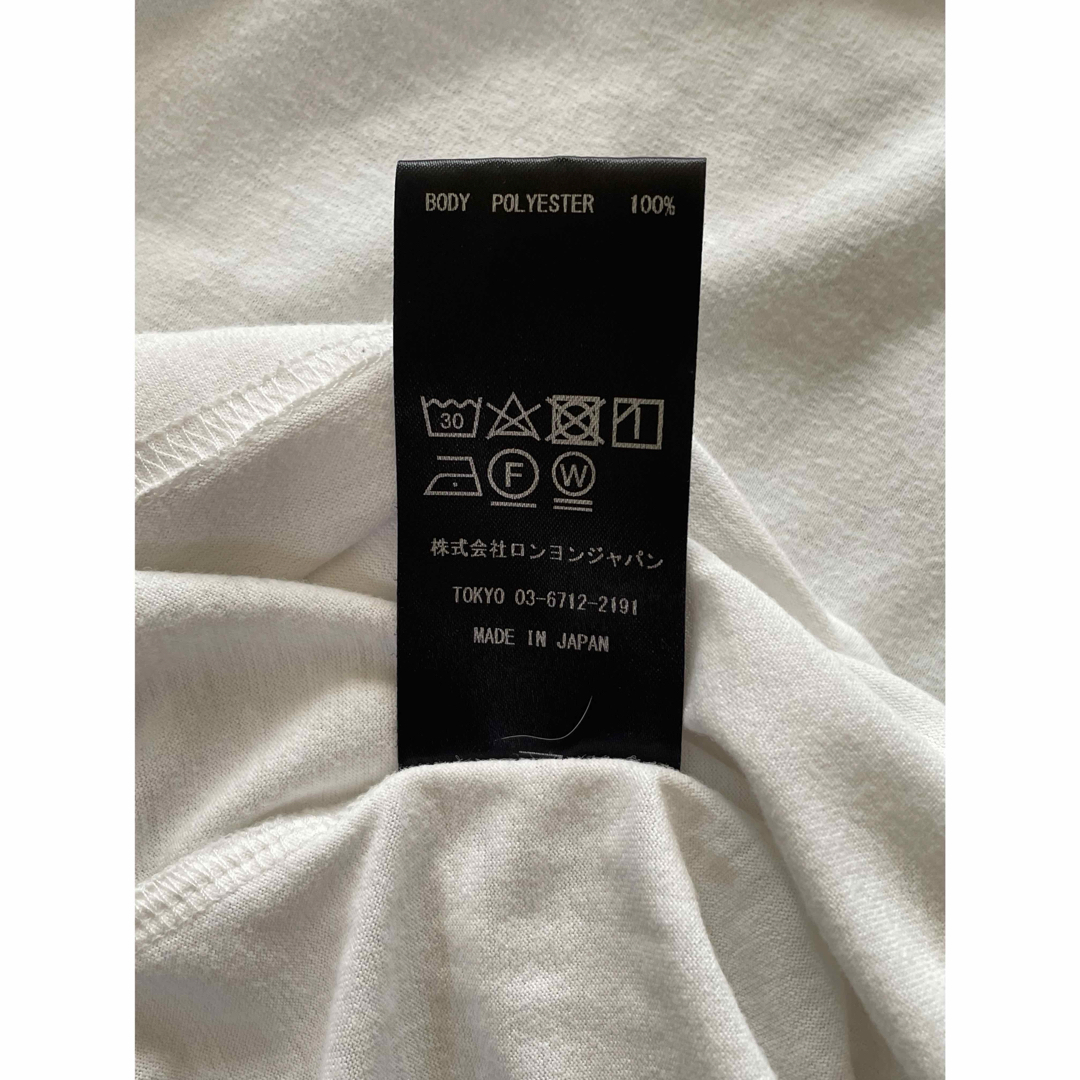 BODY POLYESTER 100%
30
F W
株式会社ロンヨンジャパン
TOKYO 03-6712-2191
MADE IN JAPAN